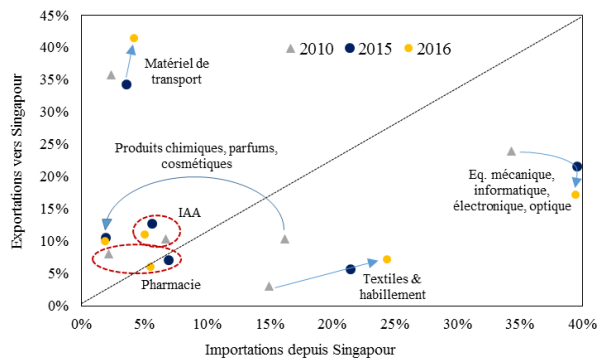 45%
40%
35%
30%
25%
20%
15%
10%
5%
0%
Exportations vers Singapour
2010
2015
2016
Matériel de
transport
Produits chimiques, parfums,
cosmétiques
IAA
Pharmacie
Eq. mécanique,
informatique,
électronique, optique
Textiles &
habillement
0%
5%
10%
15%
20%
25%
30%
35%
40%
Importations depuis Singapour